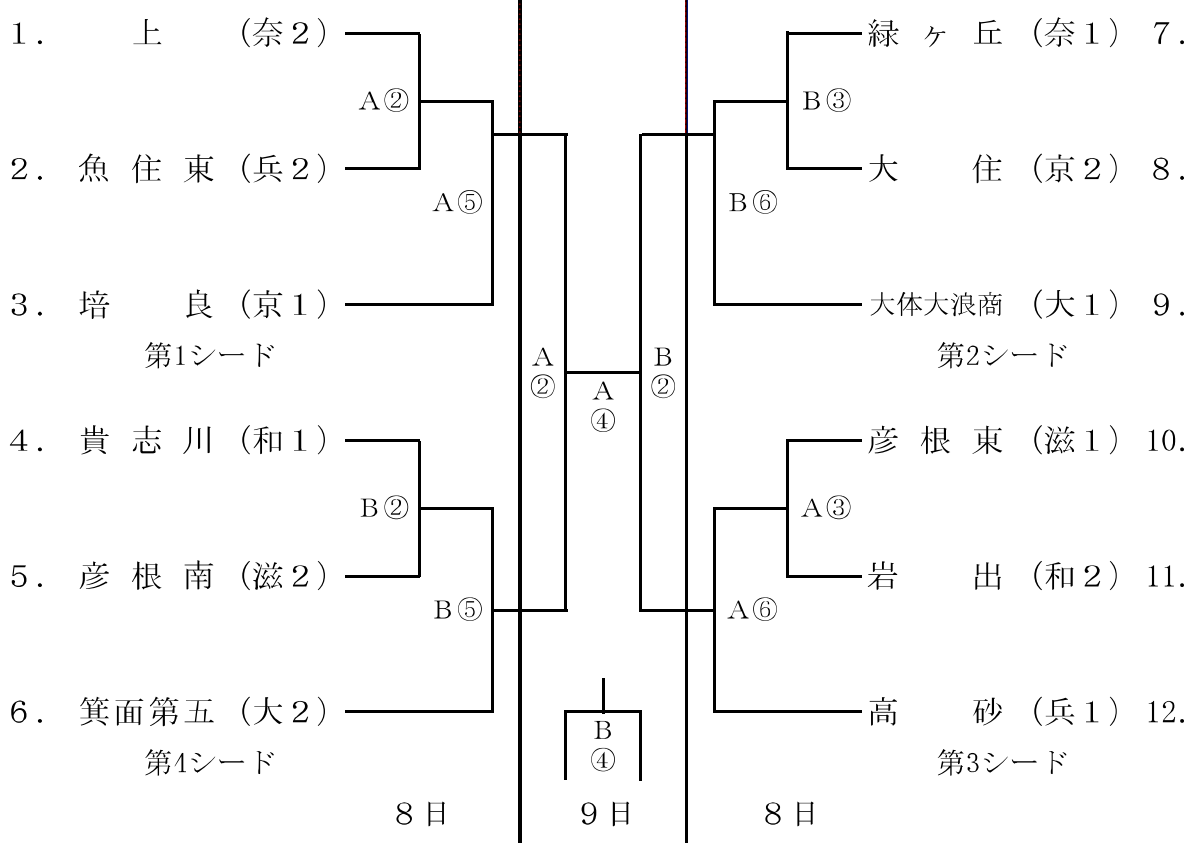 1. 上 (奈2)
A②
2. 魚住東 (兵2)
A⑤
3. 培良 (京1)
第1シード
4. 貴志川 (和1)
B②
5. 彦根南 (滋2)
B⑤
6. 箕面第五 (大2)
第4シード
8日
A
②
A
④
B
②
B
④
9日
緑ヶ丘 (奈1) 7.
B③
大住 (京2) 8.
B⑥
大体大浪商 (大1) 9.
第2シード
彦根東 (滋1) 10.
A③
岩出 (和2) 11.
A⑥
高砂 (兵1) 12.
第3シード
8日